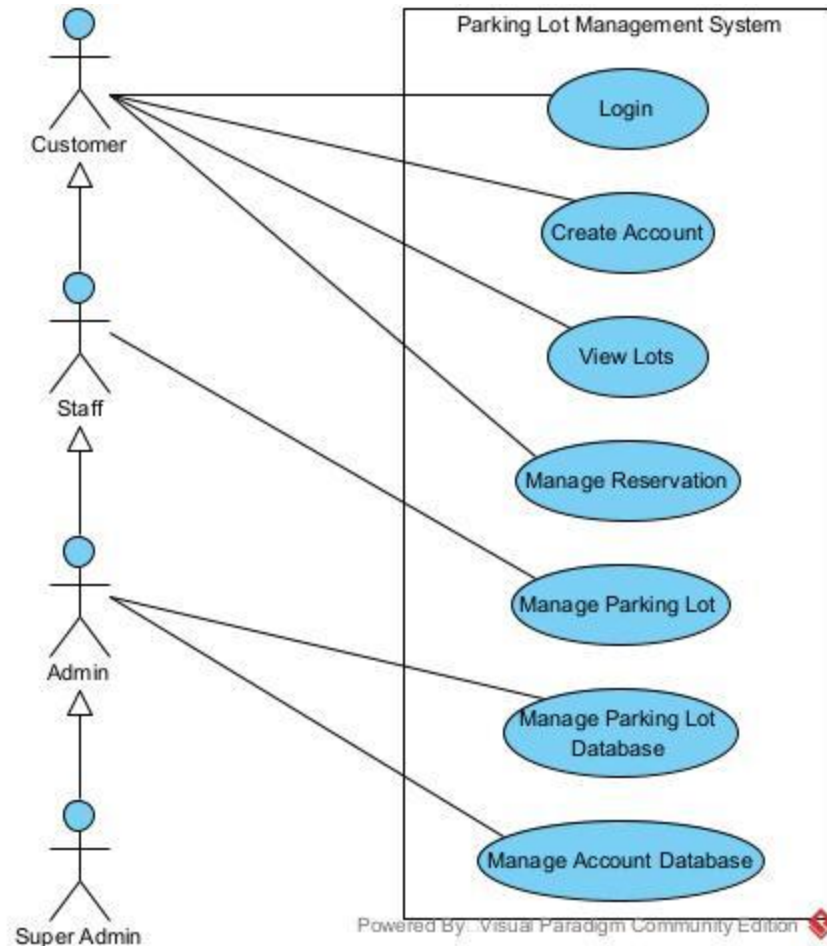 Parking Lot Management System
Customer
Login
Create Account
Staff
View Lots
Manage Reservation
Admin
Manage Parking Lot
Manage Parking Lot
Database
Manage Account Database
Super Admin
Powered By Visual Paradigm Community Edition